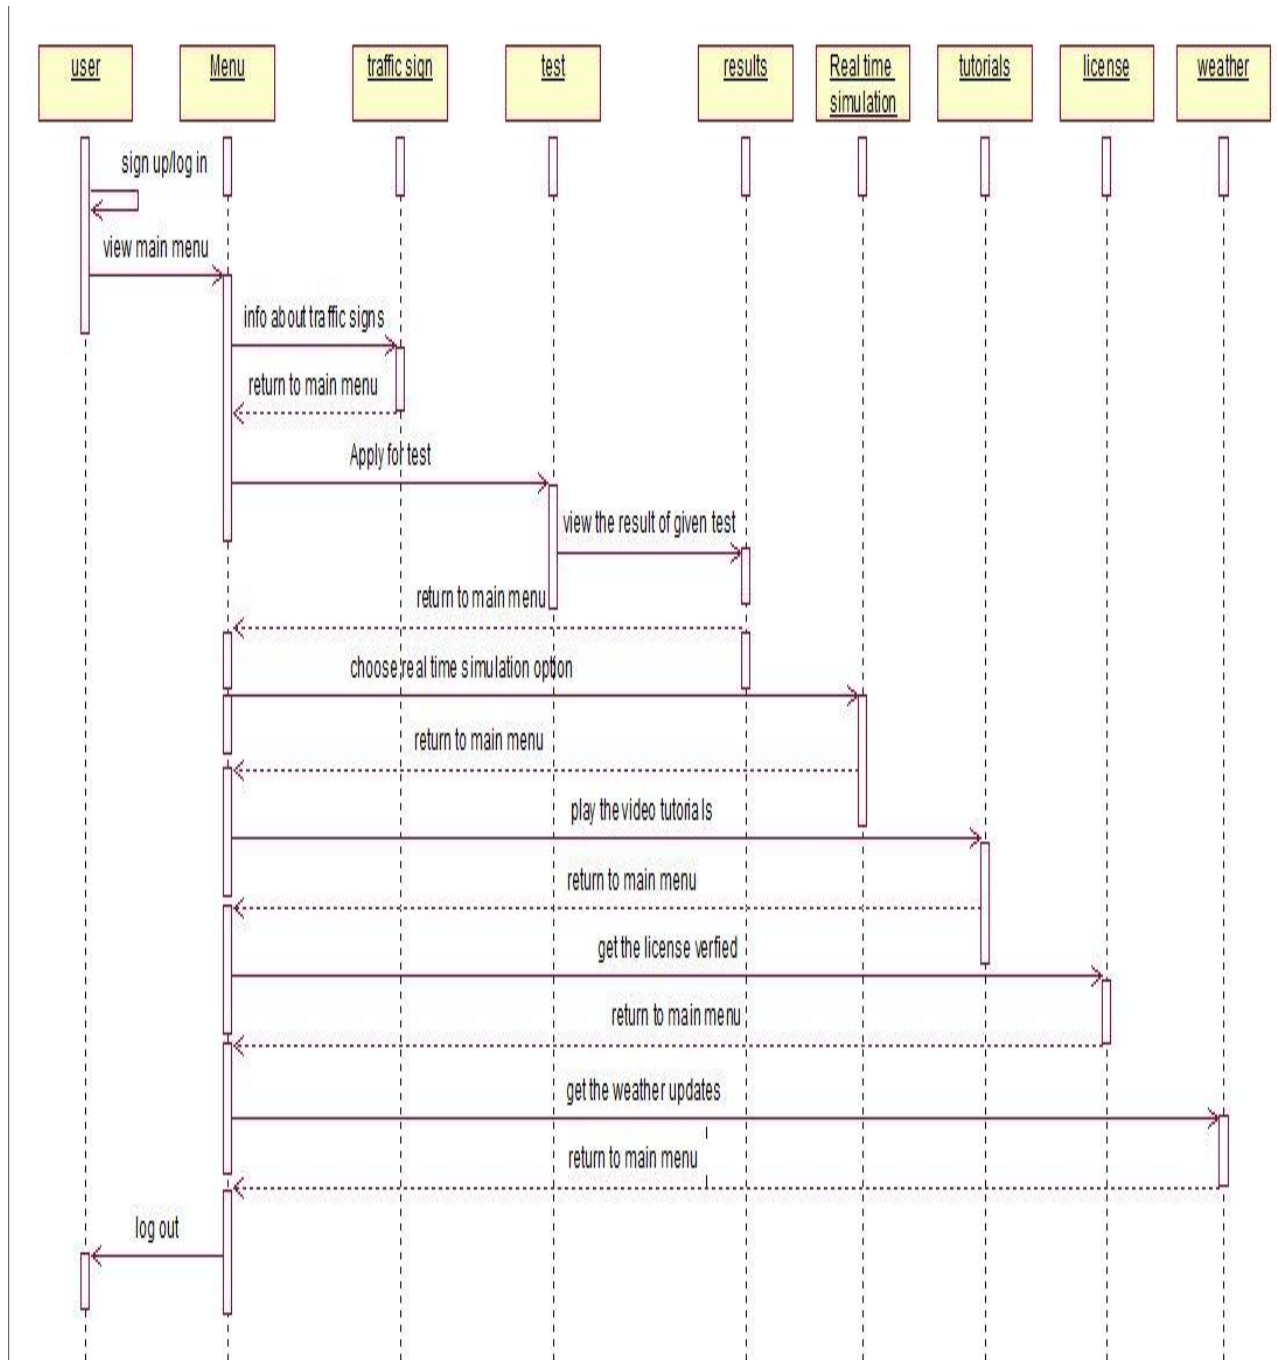 user
Menu
traffic sign
test
results
Real time
simulation
tutorials
license
weather
sign up/log in
view main menu
info about traffic signs
return to main menu
Apply for test
view the result of given test
return to main menu
choose real time simulation option
return to main menu
play the video tutorials
return to main menu
get the license verfied
return to main menu
get the weather updates
return to main menu
log out